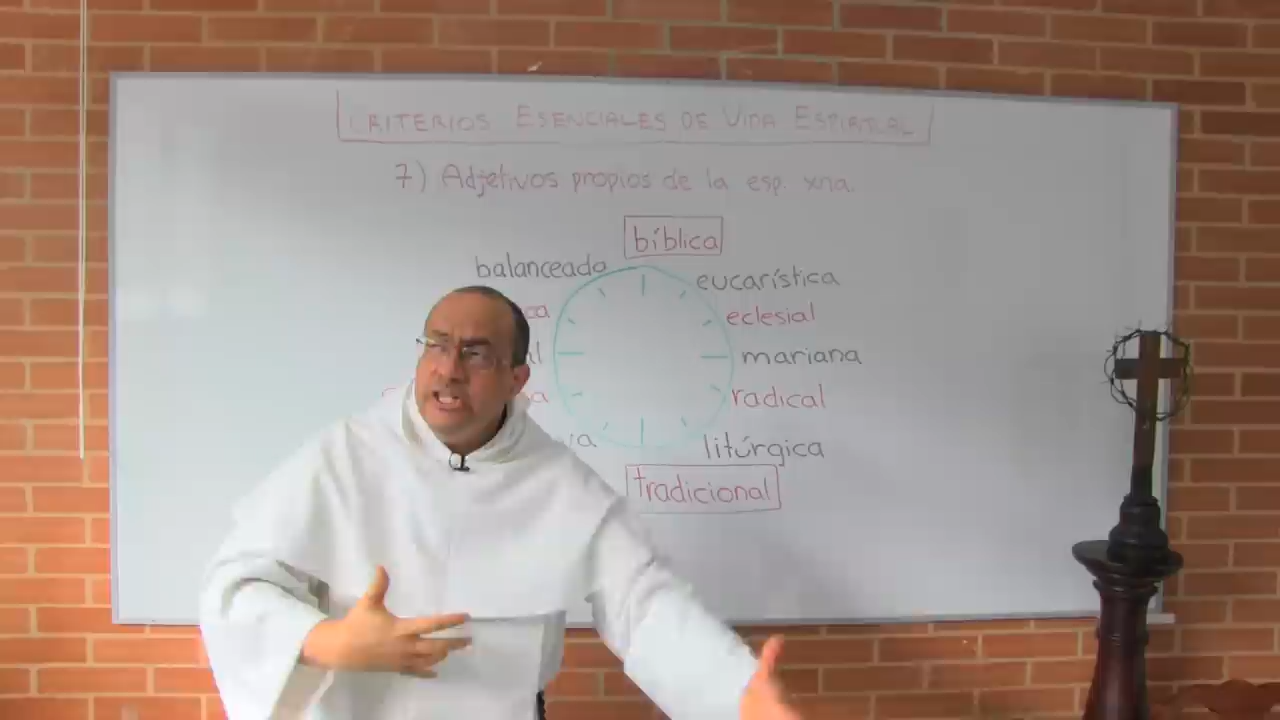 CRITERIOS ESENCIALES DE VIDA ESPIRITUAL
7) Adjetivos propios de la esp. xna.
bíblica
balanceado
eucarística
eclesial
mariana
radical
litúrgica
tradicional